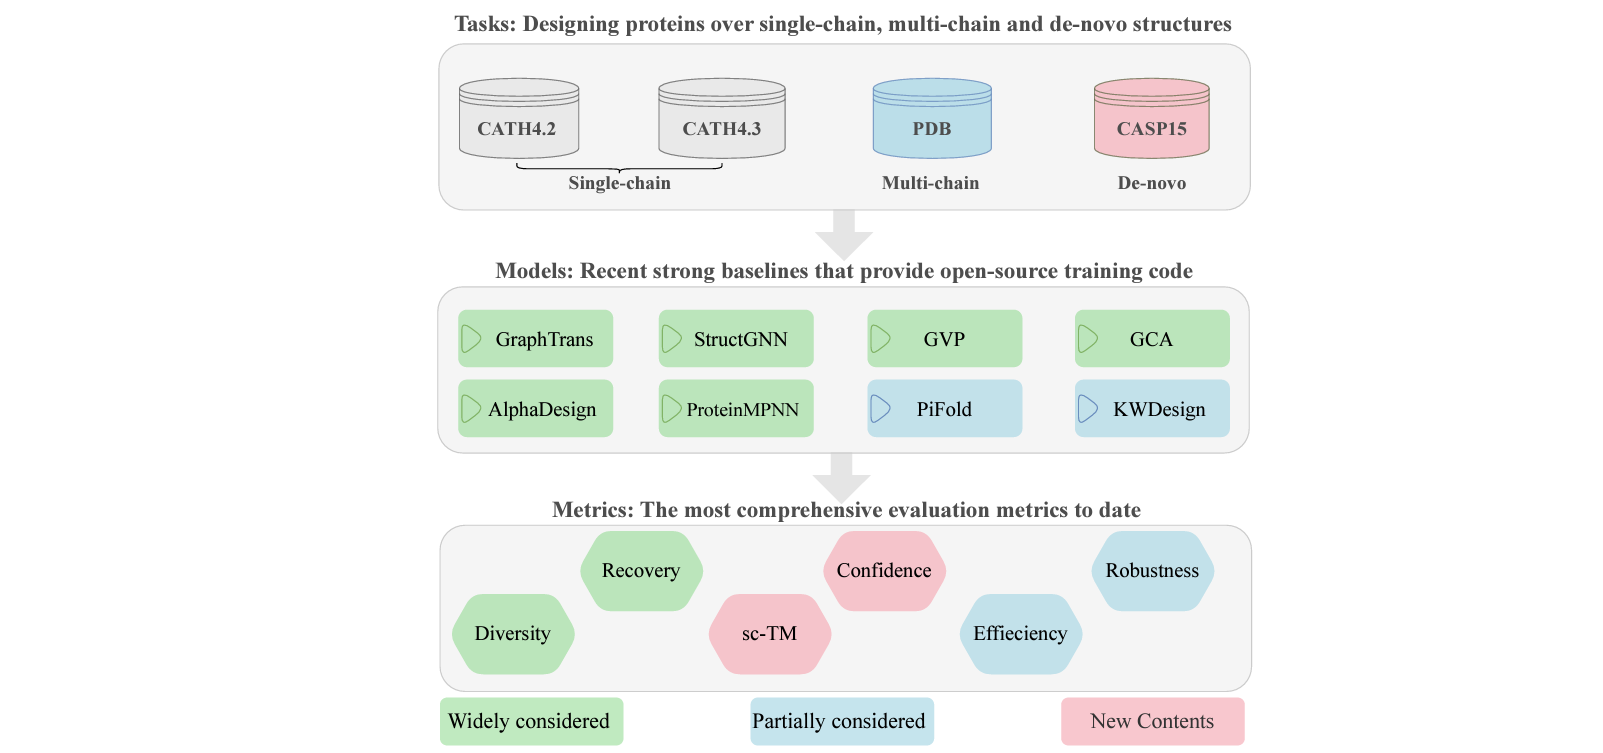 Tasks: Designing proteins over single-chain, multi-chain and de-novo structures
CATH4.2
CATH4.3
PDB
CASP15
Single-chain
Multi-chain
De-novo
Models: Recent strong baselines that provide open-source training code
GraphTrans
StructGNN
GVP
GCA
AlphaDesign
ProteinMPNN
PiFold
KWDesign
Metrics: The most comprehensive evaluation metrics to date
Recovery
Confidence
Robustness
Diversity
sc-TM
Effieciency
Widely considered
Partially considered
New Contents